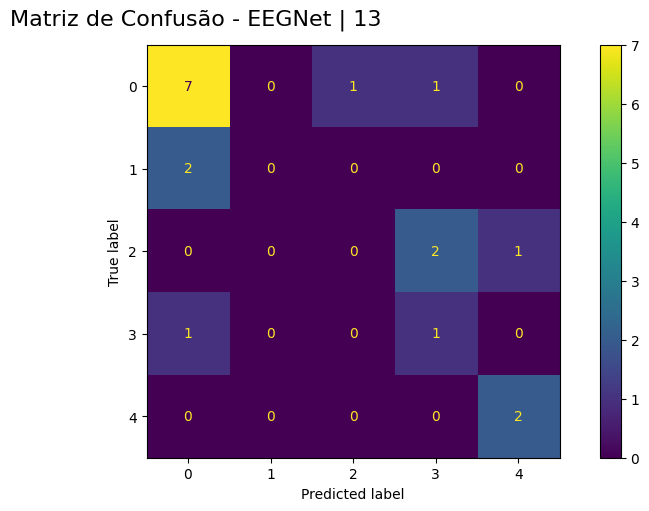 Matriz de Confusão - EEGNet | 13
0 7 0 1 1 0
1 2 0 0 0 0
2 0 0 0 2 1
3 1 0 0 1 0
4 0 0 0 0 2
0 1 2 3 4
Predicted label
True label
7
6
5
4
3
2
1
0